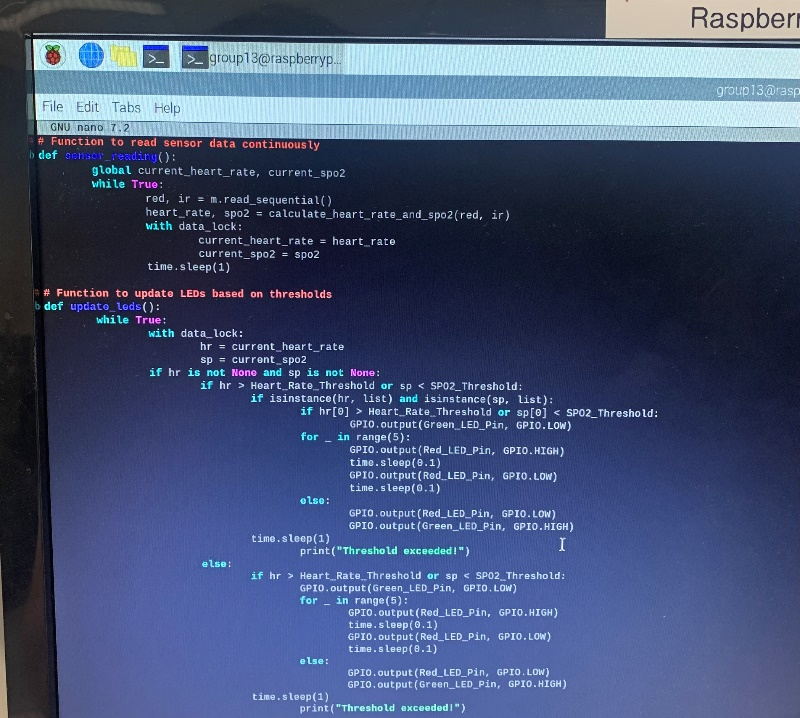 Raspberr
group13@raspberryp...
group13@rasp
File Edit Tabs Help
GNU nano 7.2
# Function to read sensor data continuously
def sensor_reading():
global current_heart_rate, current_spo2
while True:
red, ir = m.read_sequential()
heart_rate, spo2 = calculate_heart_rate_and_spo2(red, ir)
with data_lock:
current_heart_rate = heart_rate
current_spo2 = spo2
time.sleep(1)
# Function to update LEDs based on thresholds
def update_leds():
while True:
with data_lock:
hr = current_heart_rate
sp = current_spo2
if hr is not None and sp is not None:
if hr > Heart_Rate_Threshold or sp < SPO2_Threshold:
if isinstance(hr, list) and isinstance(sp, list):
if hr[0] > Heart_Rate_Threshold or sp[0] < SPO2_Threshold:
GPIO.output(Green_LED_Pin, GPIO.LOW)
for _ in range(5):
GPIO.output(Red_LED_Pin, GPIO.HIGH)
time.sleep(0.1)
GPIO.output(Red_LED_Pin, GPIO.LOW)
time.sleep(0.1)
else:
GPIO.output(Red_LED_Pin, GPIO.LOW)
GPIO.output(Green_LED_Pin, GPIO.HIGH)
time.sleep(1)
print("Threshold exceeded!")
else:
if hr > Heart_Rate_Threshold or sp < SPO2_Threshold:
GPIO.output(Green_LED_Pin, GPIO.LOW)
for _ in range(5):
GPIO.output(Red_LED_Pin, GPIO.HIGH)
time.sleep(0.1)
GPIO.output(Red_LED_Pin, GPIO.LOW)
time.sleep(0.1)
else:
GPIO.output(Red_LED_Pin, GPIO.LOW)
GPIO.output(Green_LED_Pin, GPIO.HIGH)
time.sleep(1)
print("Threshold exceeded!")